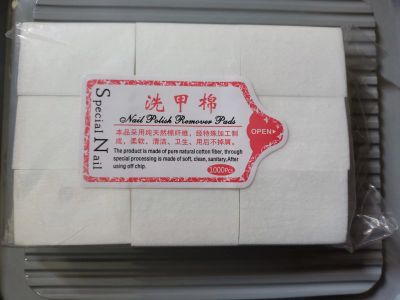 Special Nail
洗甲棉
Nail Polish Remover Pads
本品采用纯天然棉纤维，经特殊加工制
成，柔软、清洁、卫生、用后不掉屑。
The product is made of pure natural cotton fiber, through
special processing is made of soft, clean, sanitary,After
using off chip.
OPEN
1000Pcs